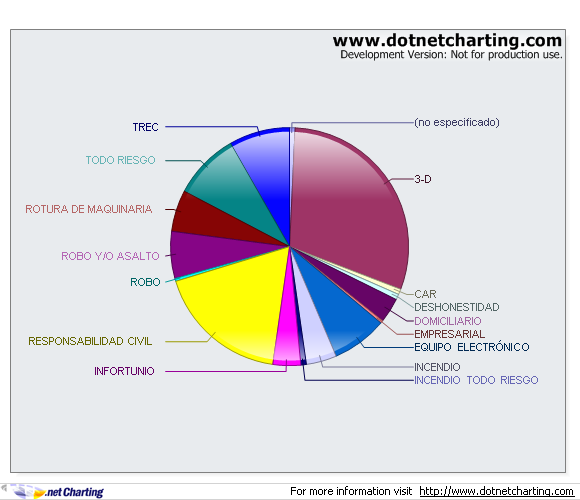 www.dotnetcharting.com
Development Version: Not for production use.
(no especificado)
TREC
TODO RIESGO
3-D
ROTURA DE MAQUINARIA
ROBO Y/O ASALTO
ROBO
CAR
DESHONESTIDAD
DOMICILIARIO
EMPRESARIAL
RESPONSABILIDAD CIVIL
EQUIPO ELECTRÓNICO
INFORTUNIO
INCENDIO
INCENDIO TODO RIESGO
.net Charting
For more information visit http://www.dotnetcharting.com